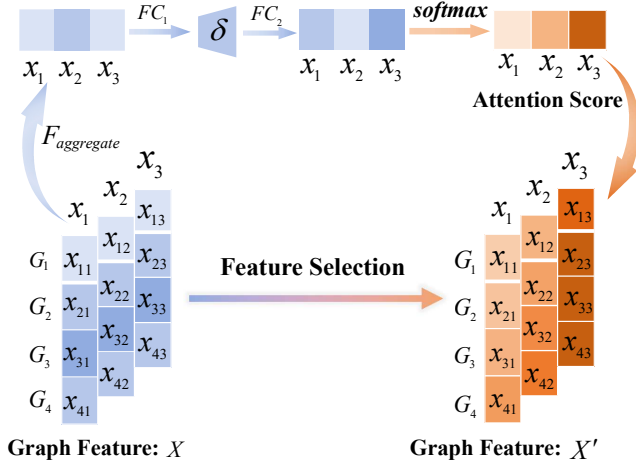 FC₁ δ FC₂ softmax
x₁ x₂ x₃ x₁ x₂ x₃ x₁ x₂ x₃
Attention Score
F_aggregate
x₁ x₂ x₃ x₁ x₂ x₃
G₁ x₁₁ x₁₂ x₁₃ G₁ x₁₁ x₁₂ x₁₃
Feature Selection
G₂ x₂₁ x₂₂ x₂₃ G₂ x₂₁ x₂₂ x₂₃
G₃ x₃₁ x₃₂ x₃₃ G₃ x₃₁ x₃₂ x₃₃
G₄ x₄₁ x₄₂ x₄₃ G₄ x₄₁ x₄₂ x₄₃
Graph Feature: X Graph Feature: X′